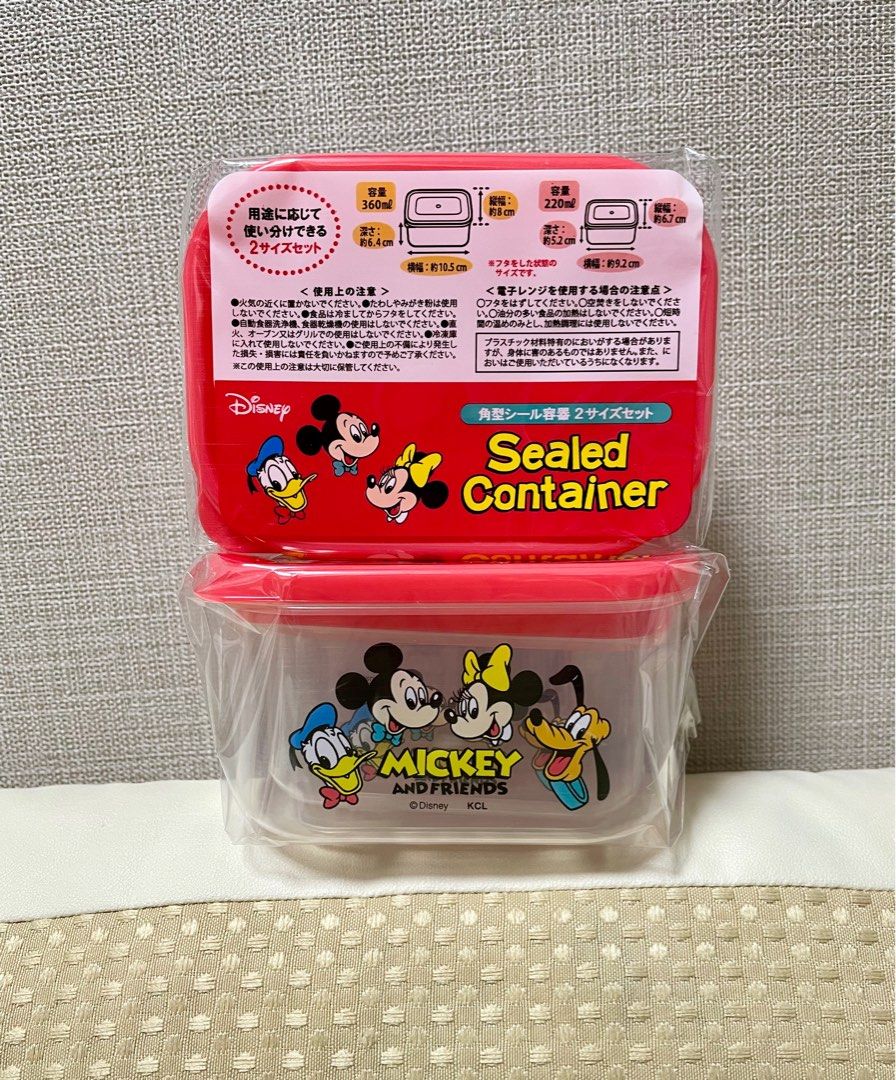 用途に応じて
使い分けできる
2サイズセット
容量
360㎖
縦幅:
約8㎝
深さ:
約6.4㎝
横幅:約10.5㎝
容量
220㎖
縦幅:
約6.7㎝
深さ:
約5.2㎝
横幅:約9.2㎝
※フタをした状態の
サイズです。
<使用上の注意>
●火気の近くに置かないでください。●たわしやみがき粉は使用
しないでください。●食品は冷ましてからフタをしてください。
●自動食器洗浄機、食器乾燥機の使用はしないでください。●直
火、オーブン又はグリルでの使用はしないでください。●冷凍庫
に入れて使用しないでください。●ご使用上の不備により発生し
た損失・損害には責任を負いかねますので予めご了承ください。
※この使用上の注意は大切に保管してください。
<電子レンジを使用する場合の注意点>
○フタをはずしてください。○空焚きをしないでくださ
い。○油分の多い食品の加熱はしないでください。○短時
間の温めのみとし、加熱調理には使用しないでください。
プラスチック材料特有のにおいがする場合がありま
すが、身体に害のあるものではありません。また、に
おいはご使用いただいているうちになくなります。
Disney
角型シール容器 2サイズセット
Sealed
Container
MICKEY
AND FRIENDS
©Disney KCL